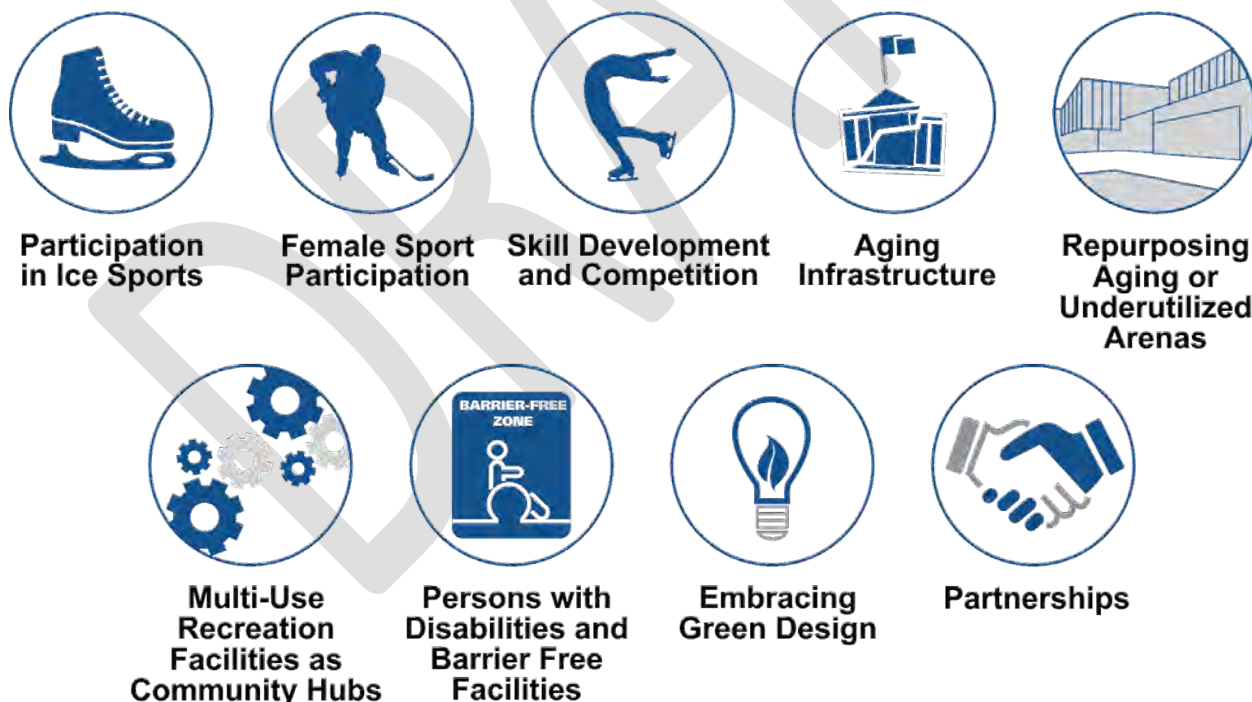 Participation
in Ice Sports
Female Sport
Participation
Skill Development
and Competition
Aging
Infrastructure
Repurposing
Aging or
Underutilized
Arenas
BARRIER-FREE
ZONE
Multi-Use
Recreation
Facilities as
Community Hubs
Persons with
Disabilities and
Barrier Free
Facilities
Embracing
Green Design
Partnerships
DRA